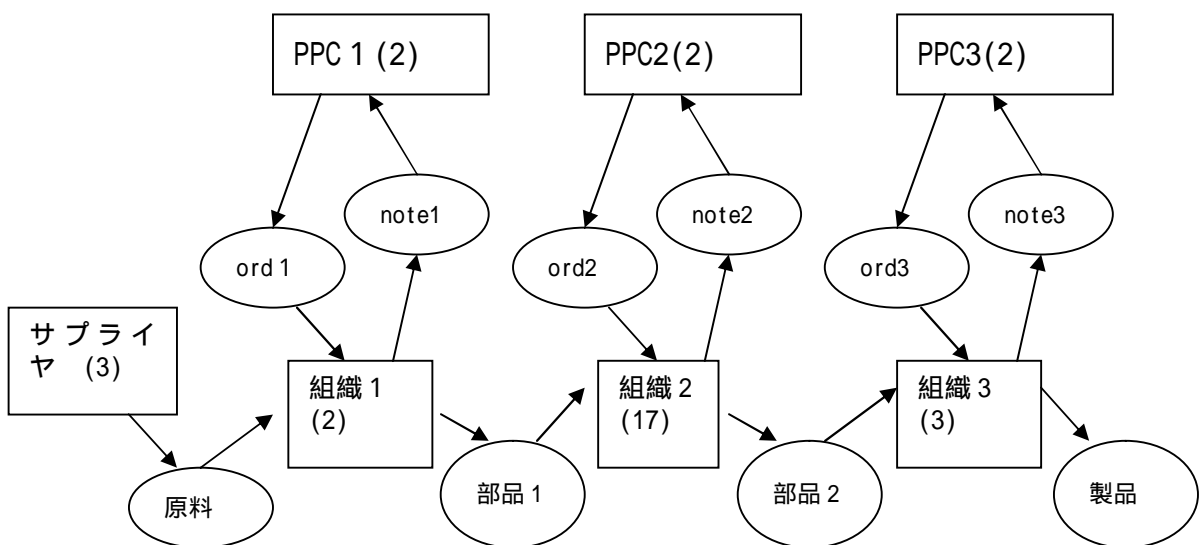 PPC 1 (2)
PPC2(2)
PPC3(2)
note1
note2
note3
ord 1
ord2
ord3
サプライ
ヤ (3)
組織 1
(2)
組織 2
(17)
組織 3
(3)
原料
部品 1
部品 2
製品